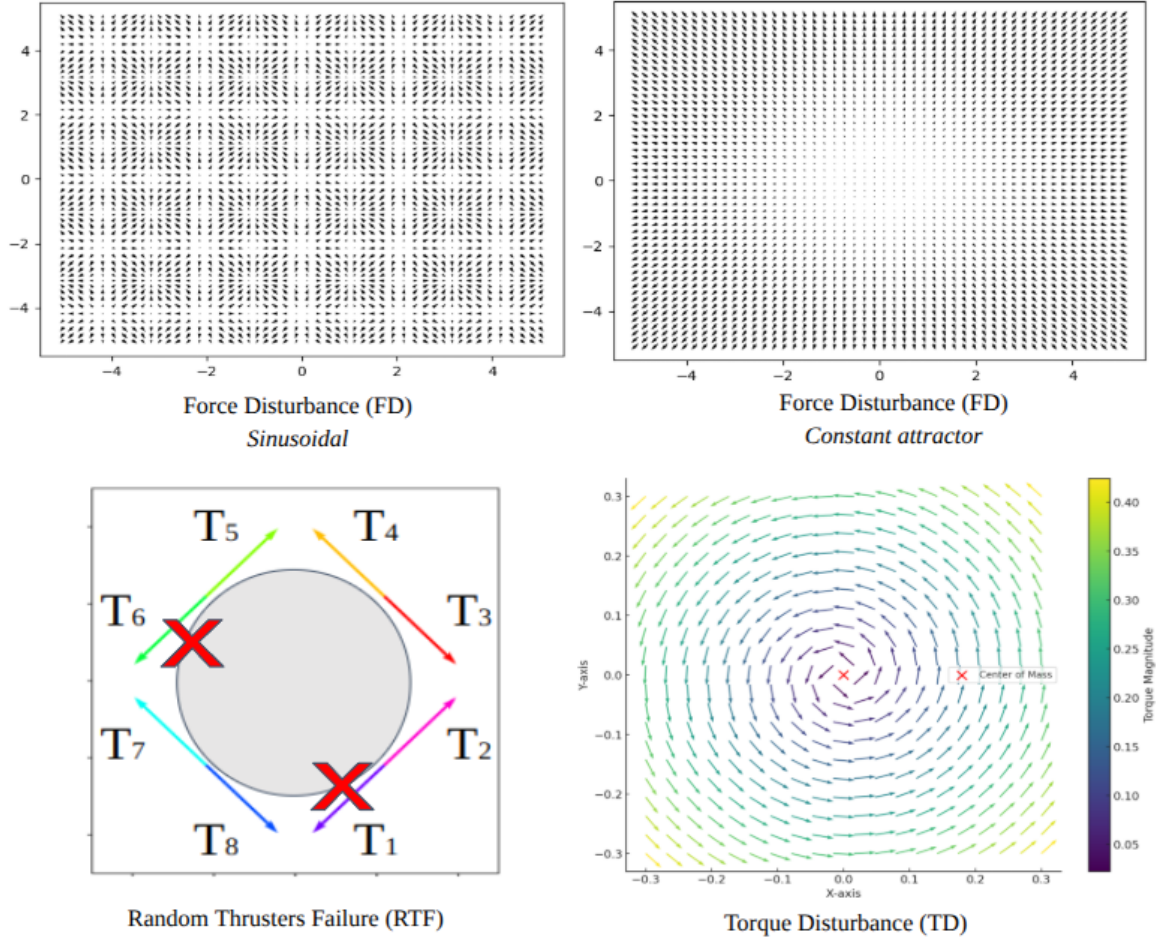 4
2
0
−2
−4
−4
−2
0
2
4
Force Disturbance (FD)
Sinusoidal
4
2
0
−2
−4
−4
−2
0
2
4
Force Disturbance (FD)
Constant attractor
T5
T4
T6
T3
T7
T2
T8
T1
Random Thrusters Failure (RTF)
0.3
0.2
0.1
0.0
−0.1
−0.2
−0.3
Y-axis
Center of Mass
−0.3
−0.2
−0.1
0.0
0.1
0.2
0.3
X-axis
0.40
0.35
0.30
0.25
0.20
0.15
0.10
0.05
Torque Magnitude
Torque Disturbance (TD)